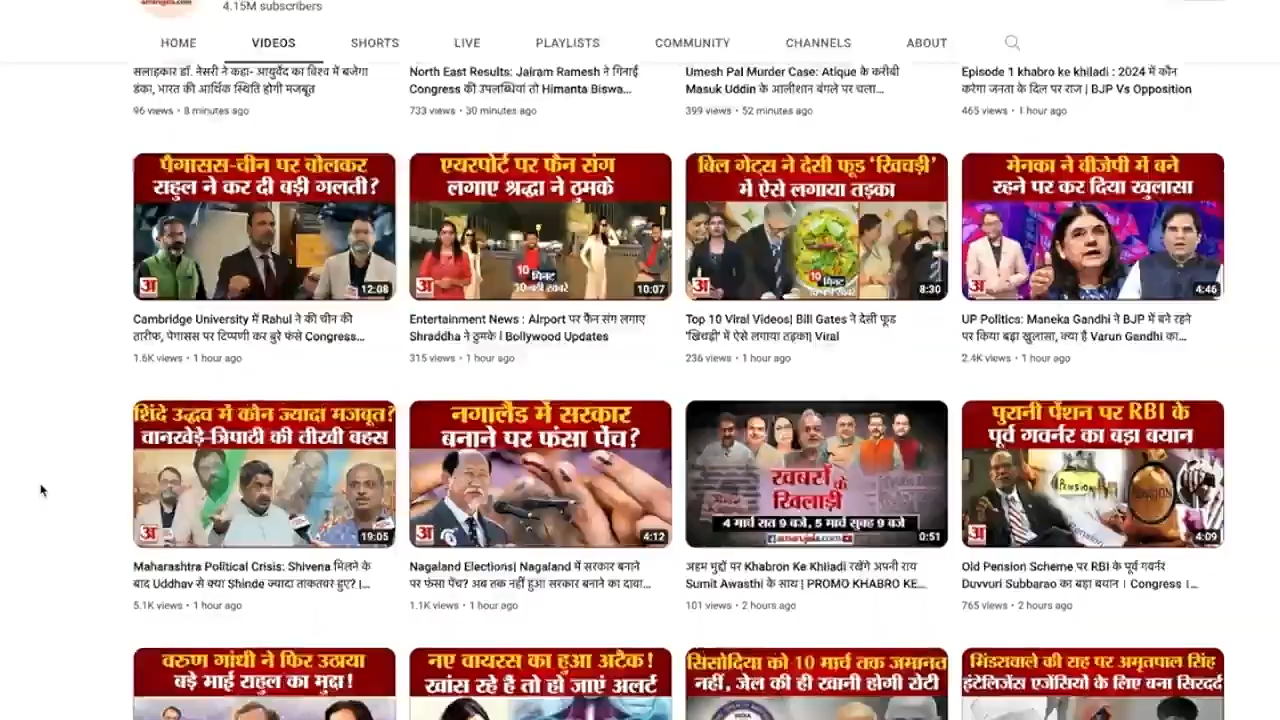 4.15M subscribers
HOME
VIDEOS
SHORTS
LIVE
PLAYLISTS
COMMUNITY
CHANNELS
ABOUT
सलाहकार डॉ. नेसरी ने कहा- आयुर्वेद का विश्व में बजेगा
डंका, भारत की आर्थिक स्थिति होगी मजबूत
96 views • 8 minutes ago
North East Results: Jairam Ramesh ने गिनाई
Congress की उपलब्धियां तो Himanta Biswa...
733 views • 30 minutes ago
Umesh Pal Murder Case: Atique के करीबी
Masuk Uddin के आलीशान बंगले पर चला...
399 views • 52 minutes ago
Episode 1 khabro ke khiladi : 2024 में कौन
करेगा जनता के दिल पर राज | BJP Vs Opposition
465 views • 1 hour ago
पैगासस-चीन पर बोलकर
राहुल ने कर दी बड़ी गलती?
अ
12:08
एयरपोर्ट पर फैन संग
लगाए श्रद्धा ने ठुमके
अ
10 मिनट
10:07
बिल गेट्स ने देसी फूड ‘खिचड़ी’
में ऐसे लगाया तड़का
अ
10 मिनट
8:30
मेनका ने बीजेपी में बने
रहने पर कर दिया खुलासा
अ
4:46
Cambridge University में Rahul ने की चीन की
तारीफ, पेगासस पर टिप्पणी कर बुरे फंसे Congress...
1.6K views • 1 hour ago
Entertainment News : Airport पर फैन संग लगाए
Shraddha ने ठुमके | Bollywood Updates
315 views • 1 hour ago
Top 10 Viral Videos| Bill Gates ने देसी फूड
'खिचड़ी' में ऐसे लगाया तड़का| Viral
236 views • 1 hour ago
UP Politics: Maneka Gandhi ने BJP में बने रहने
पर किया बड़ा खुलासा, क्या है Varun Gandhi का...
2.4K views • 1 hour ago
शिंदे उद्धव में कौन ज्यादा मजबूत?
वानखेड़े-त्रिपाठी की तीखी बहस
अ
19:05
नगालैंड में सरकार
बनाने पर फंसा पेंच?
अ
4:12
खबरों के
खिलाड़ी
4 मार्च रात 9 बजे, 5 मार्च सुबह 9 बजे
amarujala.com
0:51
पुरानी पेंशन पर RBI के
पूर्व गवर्नर का बड़ा बयान
PENSION
अ
4:09
Maharashtra Political Crisis: Shivena मिलने के
बाद Uddhav से क्या Shinde ज्यादा ताकतवर हुए? |...
5.1K views • 1 hour ago
Nagaland Elections| Nagaland में सरकार बनाने
पर फंसा पेंच? अब तक नहीं हुआ सरकार बनाने का दावा...
1.1K views • 1 hour ago
अहम मुद्दों पर Khabron Ke Khiladi रखेंगे अपनी राय
Sumit Awasthi के साथ | PROMO KHABRO KE...
101 views • 2 hours ago
Old Pension Scheme पर RBI के पूर्व गवर्नर
Duvvuri Subbarao का बड़ा बयान । Congress ।...
765 views • 2 hours ago
वरुण गांधी ने फिर उठाया
बड़े भाई राहुल का मुद्दा!
नए वायरस का हुआ अटैक!
खांस रहे है तो हो जाएं अलर्ट
सिसोदिया को 10 मार्च तक जमानत
नहीं, जेल की ही खानी होगी रोटी
भिंडरावाले की राह पर अमृतपाल सिंह
इंटेलिजेंस एजेंसियों के लिए बना सिरदर्द